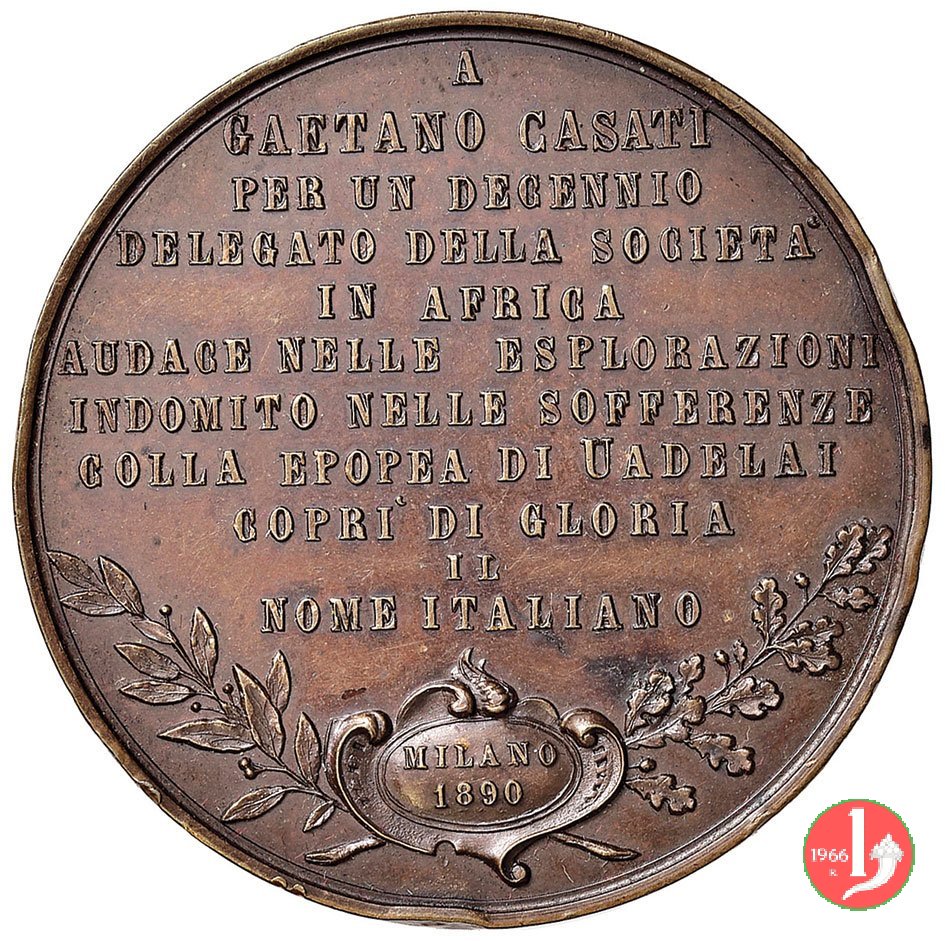 A
GAETANO CASATI
PER UN DECENNIO
DELEGATO DELLA SOCIETA'
IN AFRICA
AUDACE NELLE ESPLORAZIONI
INDOMITO NELLE SOFFERENZE
COLLA EPOPEA DI UADELAI
COPRI' DI GLORIA
IL
NOME ITALIANO
MILANO
1890
1966
R